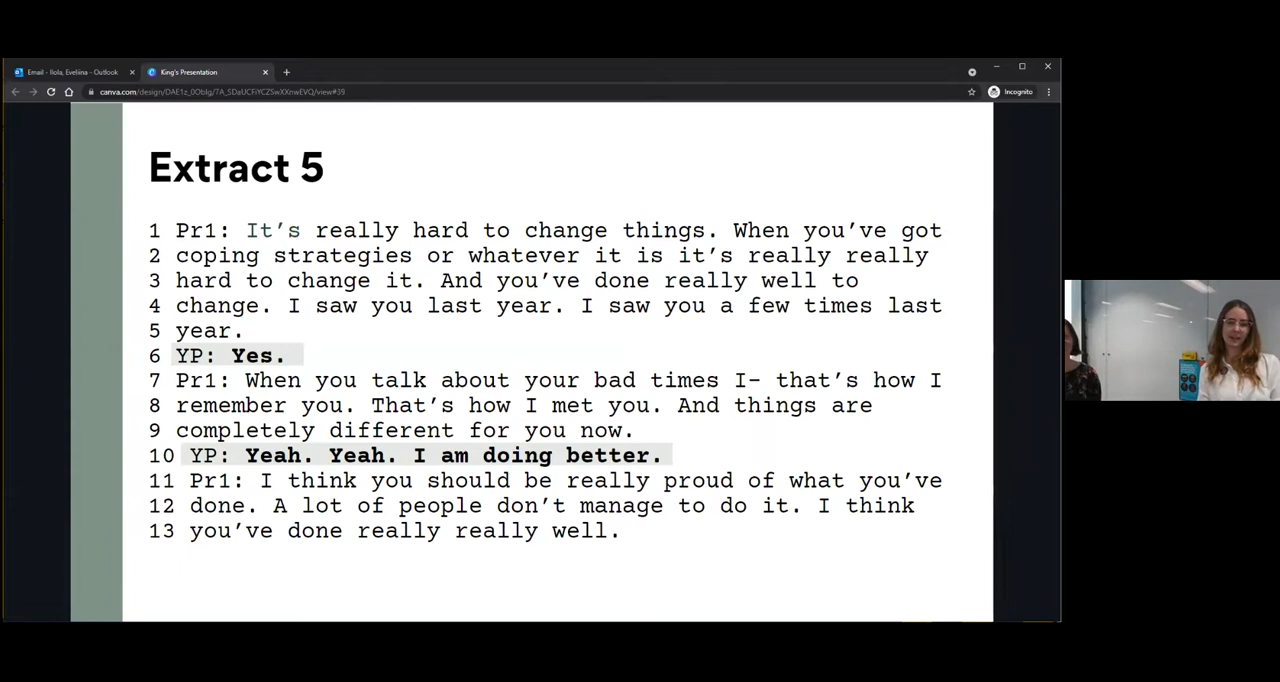 Email - Ilola, Eveliina - Outlook
King's Presentation
Incognito
Extract 5
1 Pr1: It's really hard to change things. When you've got
2 coping strategies or whatever it is it's really really
3 hard to change it. And you've done really well to
4 change. I saw you last year. I saw you a few times last
5 year.
6 YP: Yes.
7 Pr1: When you talk about your bad times I- that's how I
8 remember you. That's how I met you. And things are
9 completely different for you now.
10 YP: Yeah. Yeah. I am doing better.
11 Pr1: I think you should be really proud of what you've
12 done. A lot of people don't manage to do it. I think
13 you've done really really well.